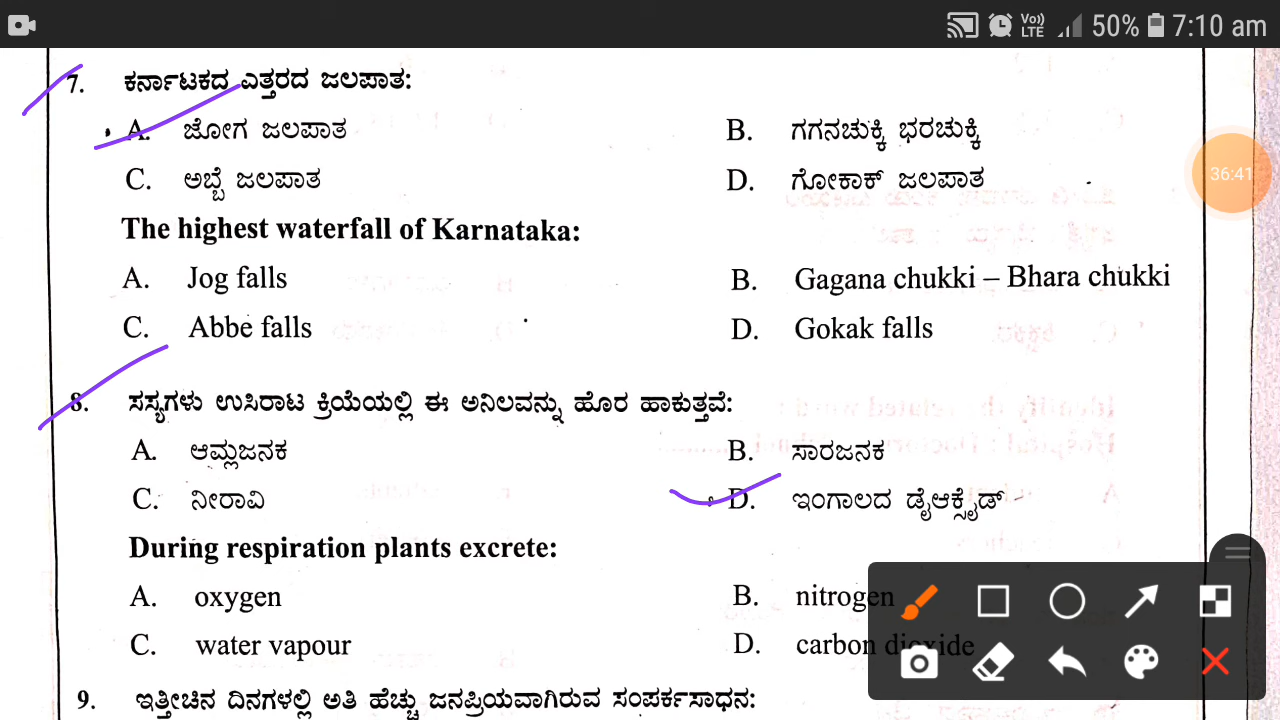 Vo)) LTE 50% 7:10 am
7. ಕರ್ನಾಟಕದ ಎತ್ತರದ ಜಲಪಾತ:
A. ಜೋಗ ಜಲಪಾತ B. ಗಗನಚುಕ್ಕಿ ಭರಚುಕ್ಕಿ
C. ಅಬ್ಬೆ ಜಲಪಾತ D. ಗೋಕಾಕ್ ಜಲಪಾತ
36:41
The highest waterfall of Karnataka:
A. Jog falls B. Gagana chukki – Bhara chukki
C. Abbe falls D. Gokak falls
8. ಸಸ್ಯಗಳು ಉಸಿರಾಟ ಕ್ರಿಯೆಯಲ್ಲಿ ಈ ಅನಿಲವನ್ನು ಹೊರ ಹಾಕುತ್ತವೆ:
A. ಆಮ್ಲಜನಕ B. ಸಾರಜನಕ
C. ನೀರಾವಿ D. ಇಂಗಾಲದ ಡೈಆಕ್ಸೈಡ್
During respiration plants excrete:
A. oxygen B. nitrogen
C. water vapour D. carbon dioxide
9. ಇತ್ತೀಚಿನ ದಿನಗಳಲ್ಲಿ ಅತಿ ಹೆಚ್ಚು ಜನಪ್ರಿಯವಾಗಿರುವ ಸಂಪರ್ಕಸಾಧನ: